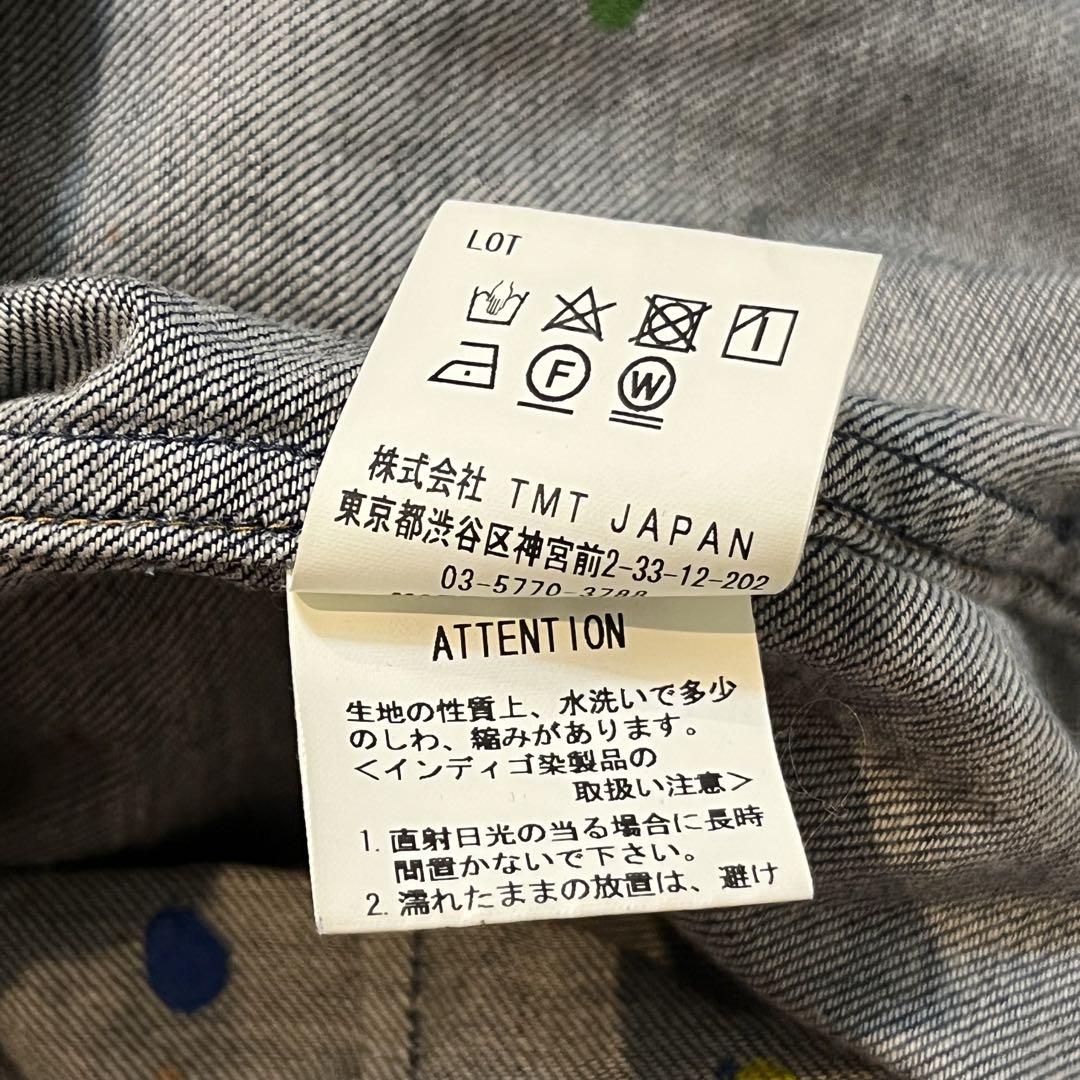 LOT
F W
株式会社 TMT JAPAN
東京都渋谷区神宮前2-33-12-202
03-5770-3788
ATTENTION
生地の性質上、水洗いで多少
のしわ、縮みがあります。
<インディゴ染製品の
取扱い注意>
1. 直射日光の当る場合に長時
間置かないで下さい。
2. 濡れたままの放置は、避け